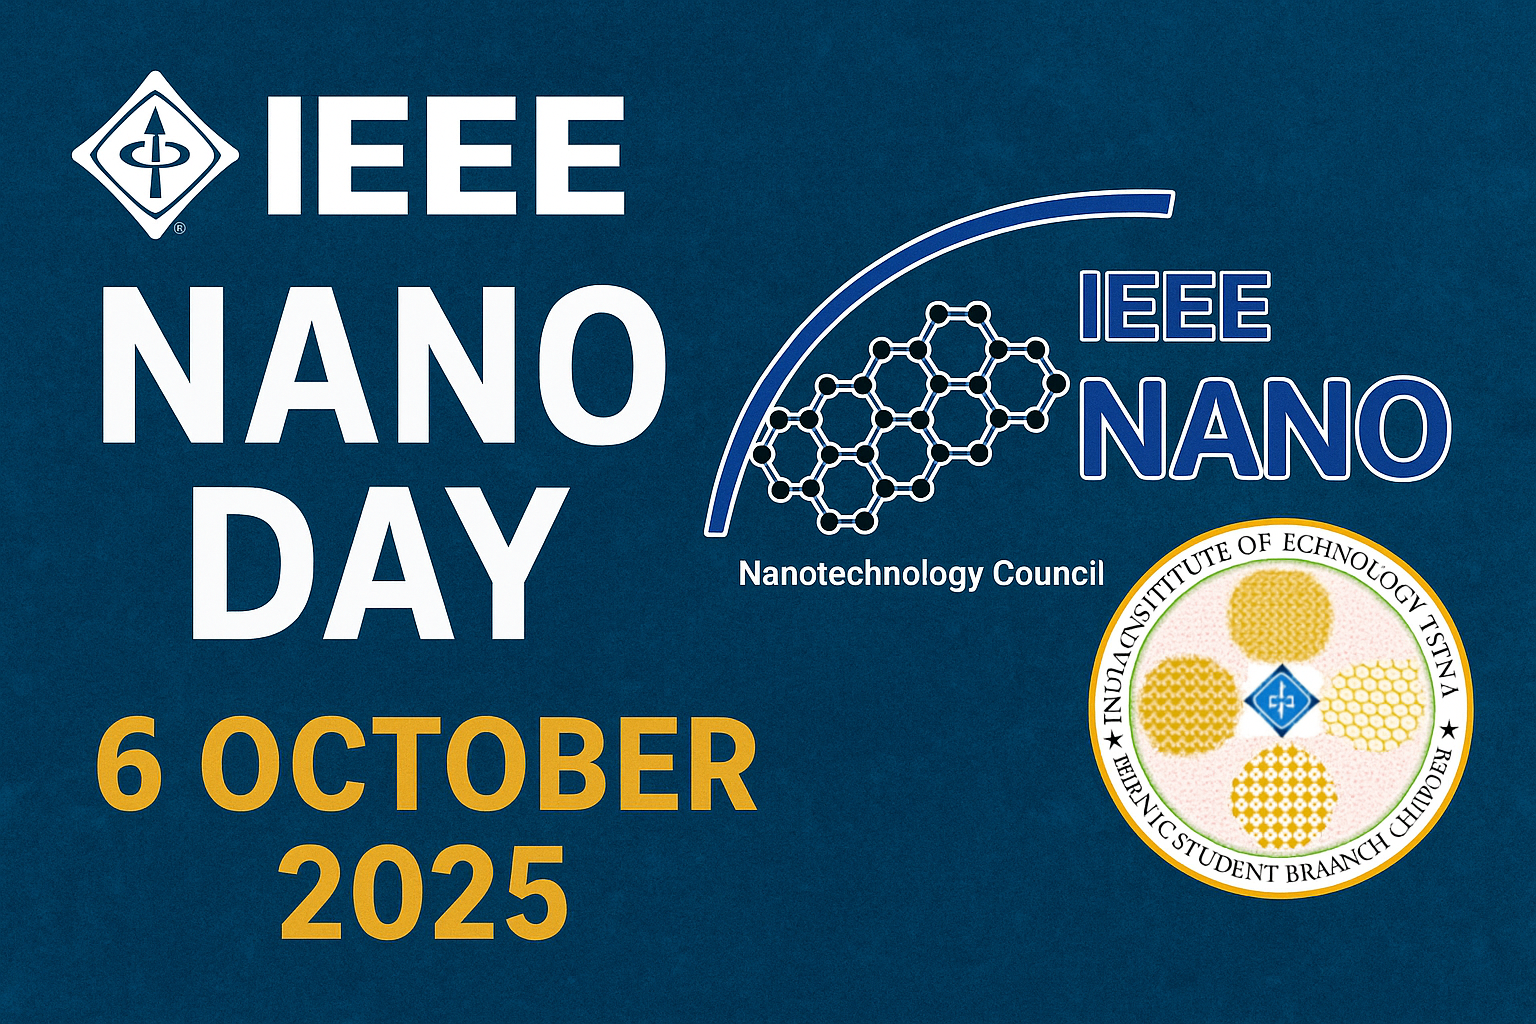 IEEE
NANO
DAY
6 OCTOBER
2025
IEEE
NANO
Nanotechnology Council
INSTITUTE OF ECHNOLOGY
STUDENT BRAANCH